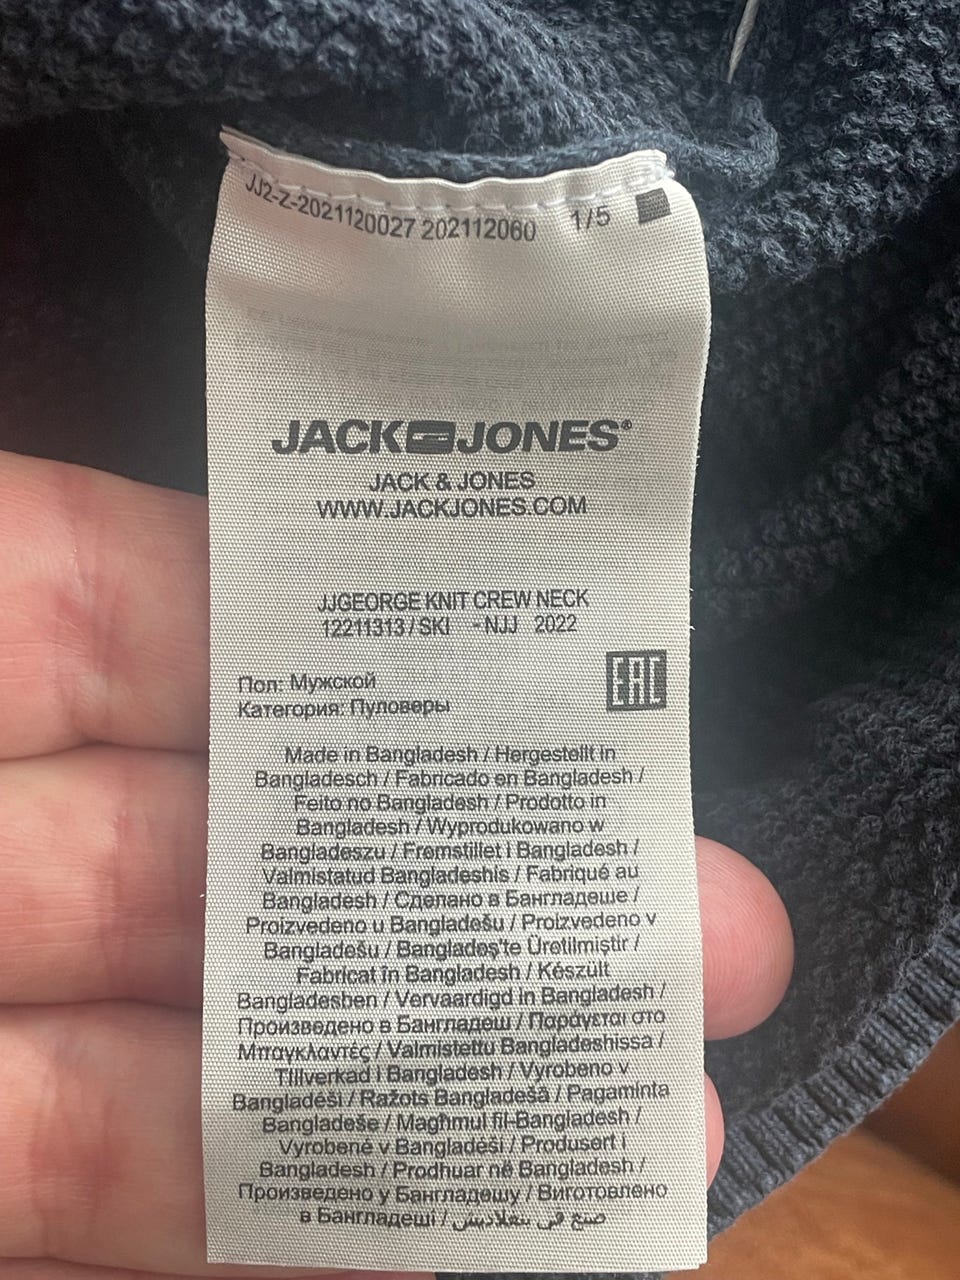 JJ2-Z-2021120027 202112060 1/5
JACK JONES®
JACK & JONES
WWW.JACKJONES.COM
JJGEORGE KNIT CREW NECK
12211313 / SKI -NJJ 2022
EAC
Пол: Мужской
Категория: Пуловеры
Made in Bangladesh / Hergestellt in
Bangladesch / Fabricado en Bangladesh /
Feito no Bangladesh / Prodotto in
Bangladesh / Wyprodukowano w
Bangladeszu / Fremstillet i Bangladesh /
Valmistatud Bangladeshis / Fabriqué au
Bangladesh / Сделано в Бангладеше /
Proizvedeno u Bangladešu / Proizvedeno v
Bangladešu / Bangladeş'te Üretilmiştir /
Fabricat în Bangladesh / Készült
Bangladesben / Vervaardigd in Bangladesh /
Произведено в Бангладеш / Παράγεται στο
Μπαγκλαντές / Valmistettu Bangladeshissa /
Tillverkad i Bangladesh / Vyrobeno v
Bangladéši / Ražots Bangladešā / Pagaminta
Bangladeše / Magħmul fil-Bangladesh /
Vyrobené v Bangladéši / Produsert i
Bangladesh / Prodhuar në Bangladesh /
Произведено у Бангладешу / Виготовлено
в Бангладеші / صنع في بنغلاديش